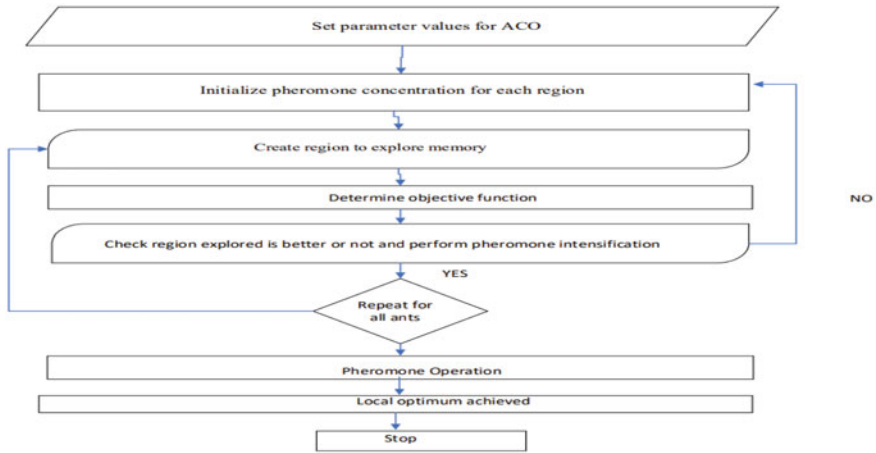 Set parameter values for ACO
Initialize pheromone concentration for each region
Create region to explore memory
Determine objective function
NO
Check region explored is better or not and perform pheromone intensification
YES
Repeat for
all ants
Pheromone Operation
Local optimum achieved
Stop